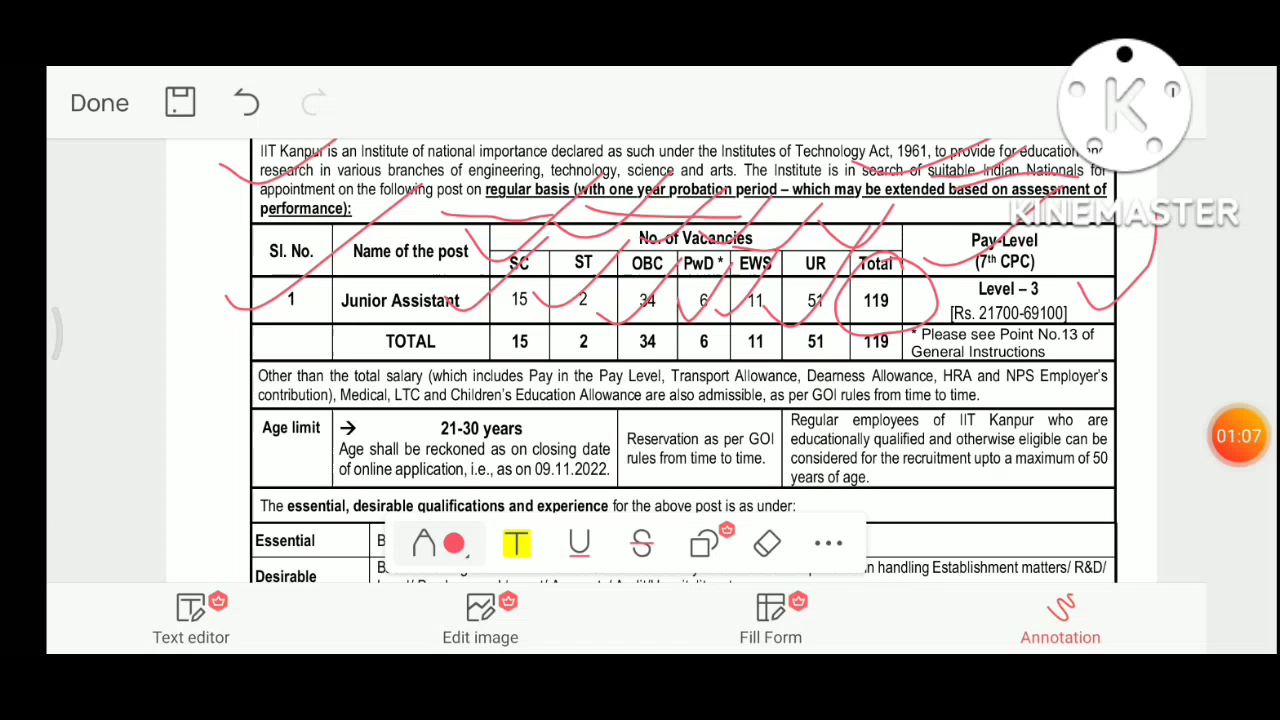 Done
KINEMASTER
IIT Kanpur is an Institute of national importance declared as such under the Institutes of Technology Act, 1961, to provide for education and
research in various branches of engineering, technology, science and arts. The Institute is in search of suitable Indian Nationals for
appointment on the following post on regular basis (with one year probation period – which may be extended based on assessment of
performance):
Sl. No. Name of the post No. of Vacancies Pay-Level
(7th CPC)
SC ST OBC PwD * EWS UR Total
1 Junior Assistant 15 2 34 6 11 51 119 Level – 3
[Rs. 21700-69100]
TOTAL 15 2 34 6 11 51 119 * Please see Point No.13 of
General Instructions
Other than the total salary (which includes Pay in the Pay Level, Transport Allowance, Dearness Allowance, HRA and NPS Employer's
contribution), Medical, LTC and Children's Education Allowance are also admissible, as per GOI rules from time to time.
Age limit → 21-30 years
Age shall be reckoned as on closing date
of online application, i.e., as on 09.11.2022.
Reservation as per GOI
rules from time to time.
Regular employees of IIT Kanpur who are
educationally qualified and otherwise eligible can be
considered for the recruitment upto a maximum of 50
years of age.
01:07
The essential, desirable qualifications and experience for the above post is as under:
Essential B
Desirable handling Establishment matters/ R&D/
T
U
S
Text editor
Edit image
Fill Form
Annotation